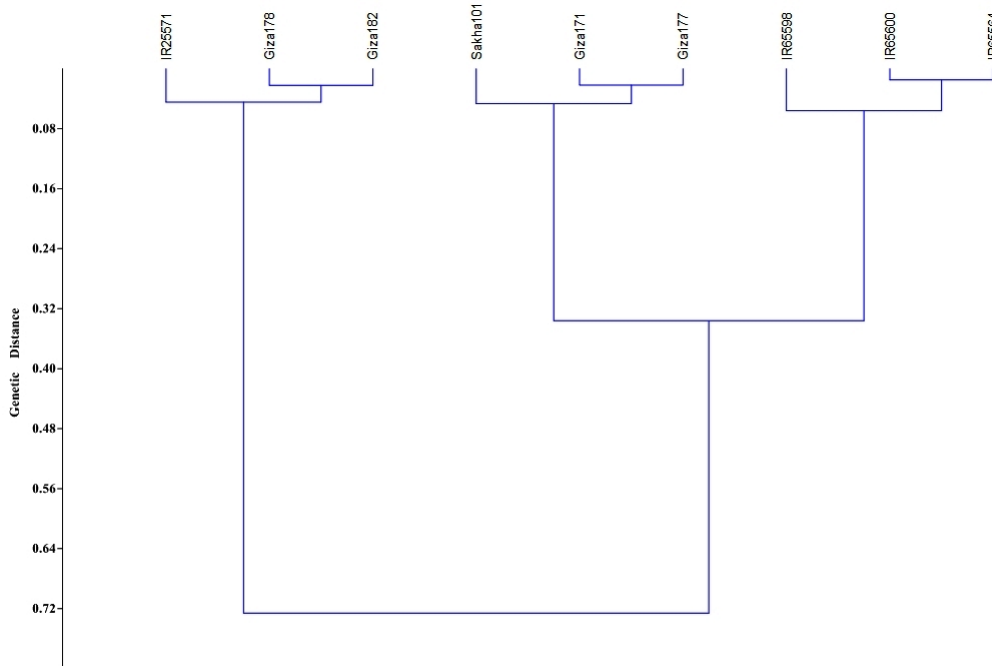 IR25571
Giza178
Giza182
Sakha101
Giza171
Giza177
IR65598
IR65600
0.08
0.16
0.24
0.32
0.40
0.48
0.56
0.64
0.72
Genetic Distance